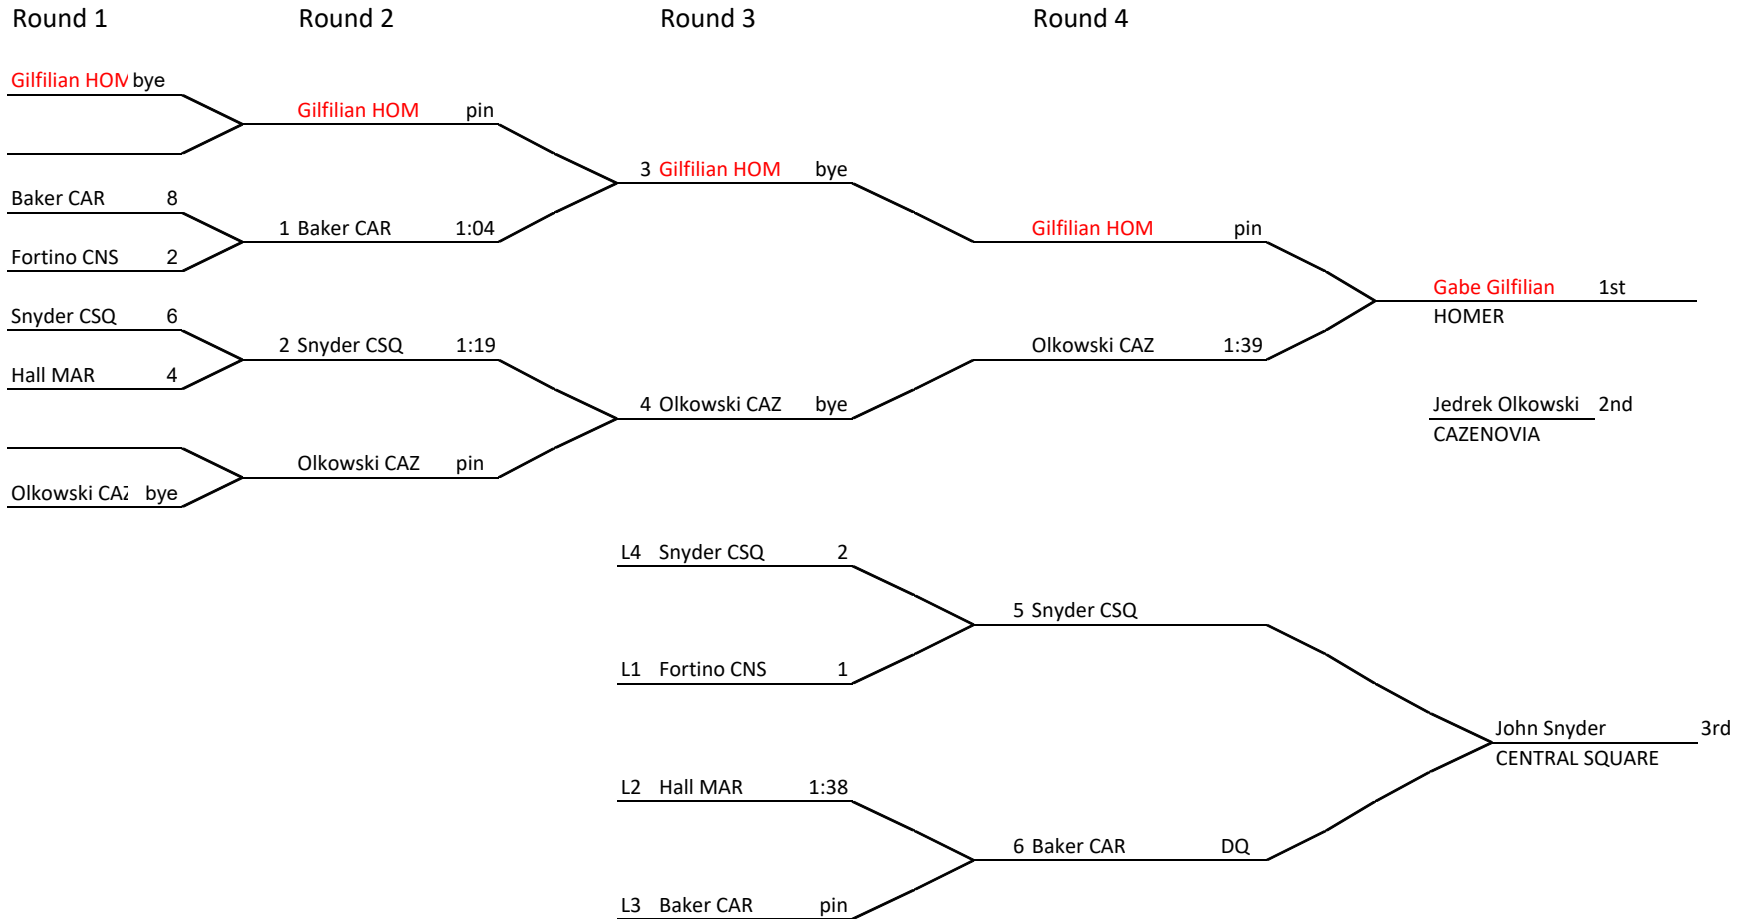 Round 1 Round 2 Round 3 Round 4
Gilfilian HOM bye
Gilfilian HOM pin
3 Gilfilian HOM bye
Baker CAR 8
Gilfilian HOM pin
1 Baker CAR 1:04
Fortino CNS 2
Gabe Gilfilian 1st
HOMER
Snyder CSQ 6
2 Snyder CSQ 1:19
Olkowski CAZ 1:39
Hall MAR 4
4 Olkowski CAZ bye
Jedrek Olkowski 2nd
CAZENOVIA
Olkowski CAZ pin
Olkowski CAZ bye
L4 Snyder CSQ 2
5 Snyder CSQ
L1 Fortino CNS 1
John Snyder 3rd
CENTRAL SQUARE
L2 Hall MAR 1:38
6 Baker CAR DQ
L3 Baker CAR pin